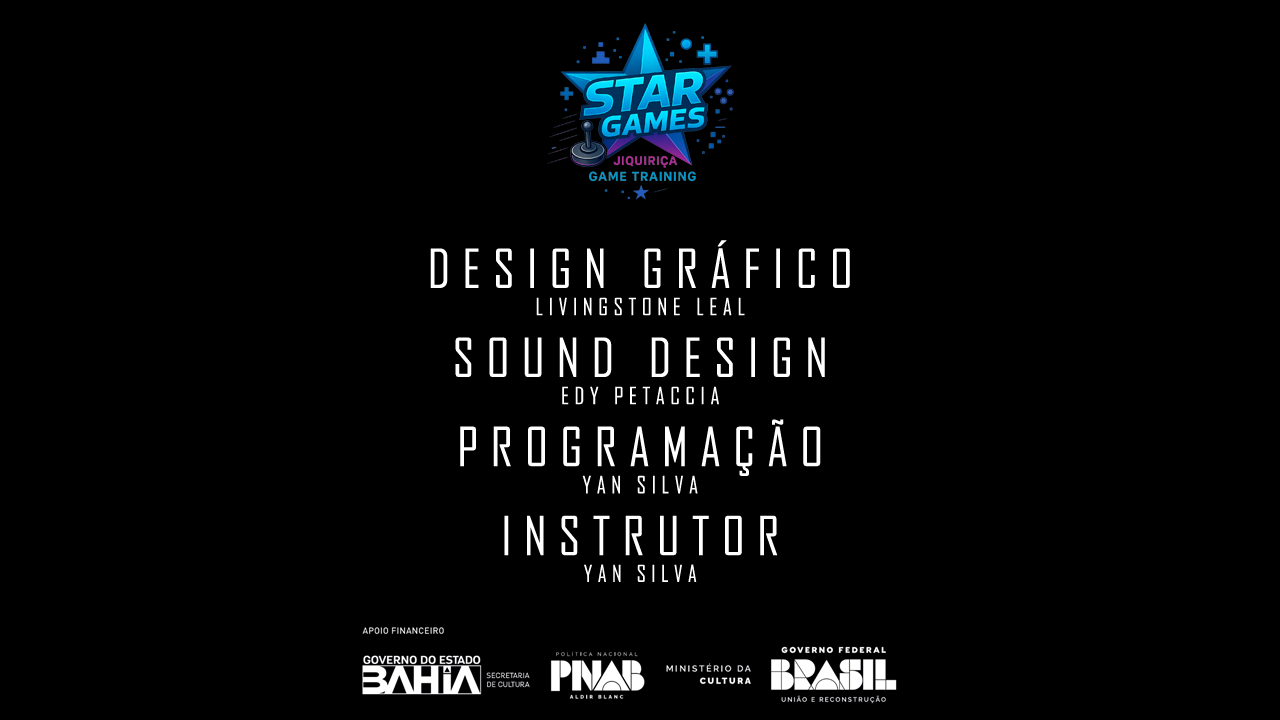 STAR
GAMES
JIQUIRIÇA
GAME TRAINING
DESIGN GRÁFICO
LIVINGSTONE LEAL
SOUND DESIGN
EDY PETACCIA
PROGRAMAÇÃO
YAN SILVA
INSTRUTOR
YAN SILVA
APOIO FINANCEIRO
GOVERNO DO ESTADO
BAHIA
SECRETARIA
DE CULTURA
POLÍTICA NACIONAL
PNAB
ALDIR BLANC
MINISTÉRIO DA
CULTURA
GOVERNO FEDERAL
BRASIL
UNIÃO E RECONSTRUÇÃO